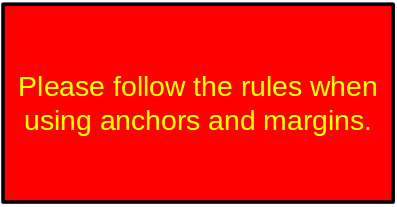 Please follow the rules when
using anchors and margins.